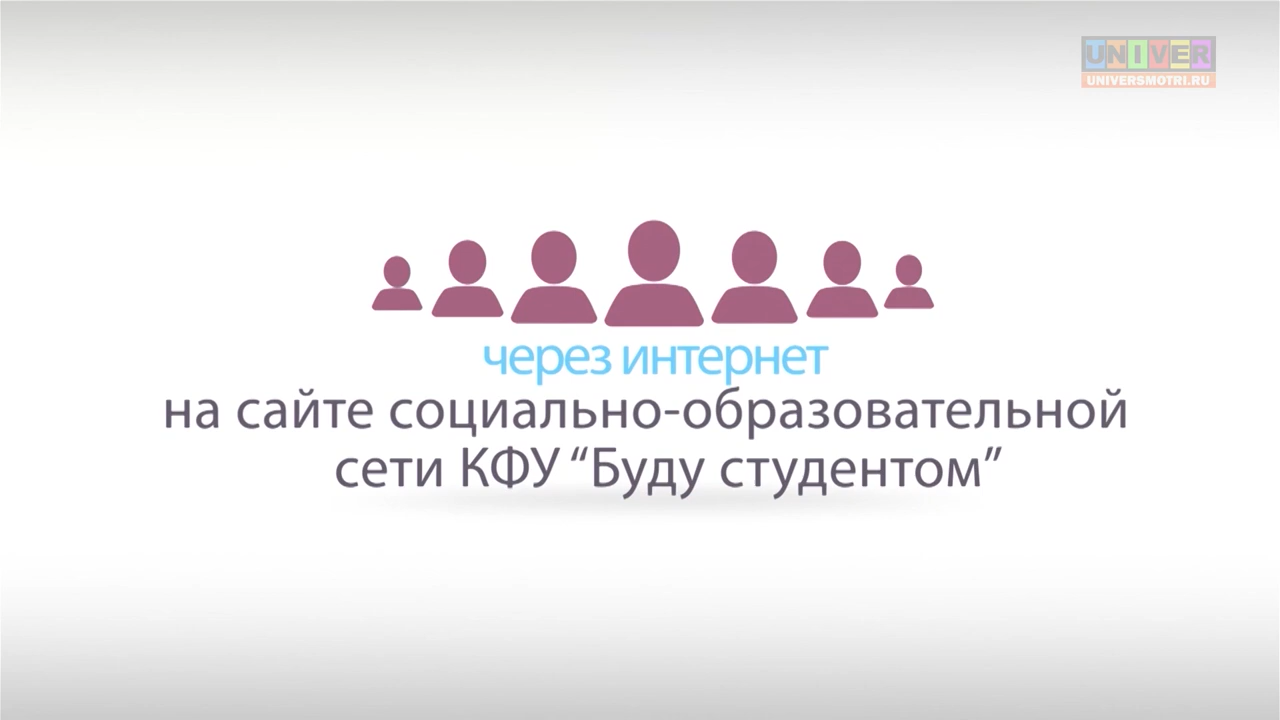 UNIVER
UNIVERSMOTRI.RU
через интернет
на сайте социально-образовательной
сети КФУ “Буду студентом”